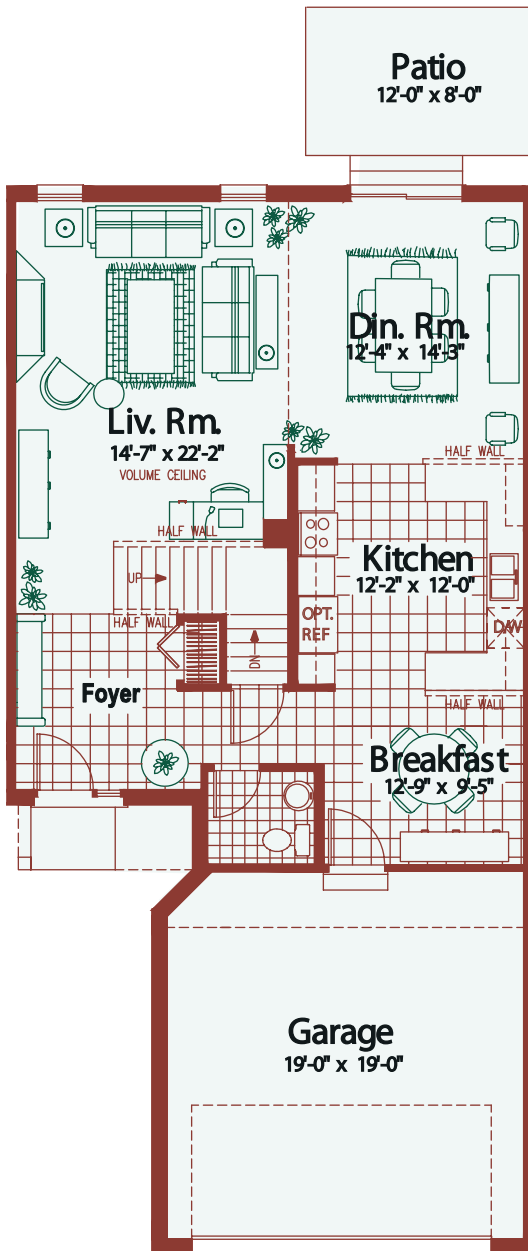 Patio
12'-0" x 8'-0"
Din. Rm.
12'-4" x 14'-3"
Liv. Rm.
14'-7" x 22'-2"
VOLUME CEILING
HALF WALL
HALF WALL
UP
HALF WALL
DN
Kitchen
12'-2" x 12'-0"
OPT.
REF
D/W
HALF WALL
Foyer
Breakfast
12'-9" x 9'-5"
Garage
19'-0" x 19'-0"